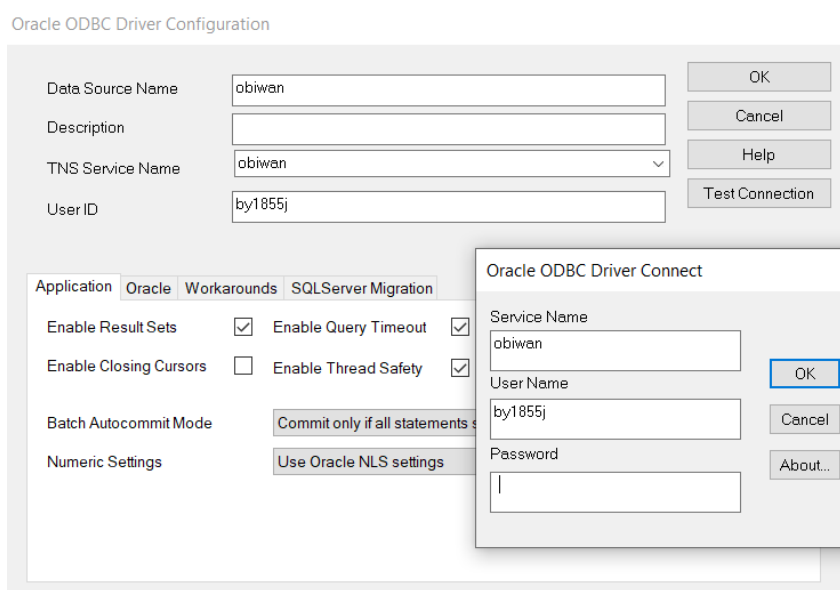 Oracle ODBC Driver Configuration
Data Source Name
obiwan
OK
Description
Cancel
TNS Service Name
obiwan
Help
User ID
by1855j
Test Connection
Application Oracle Workarounds SQLServer Migration
Enable Result Sets
Enable Query Timeout
Enable Closing Cursors
Enable Thread Safety
Batch Autocommit Mode
Commit only if all statements s
Numeric Settings
Use Oracle NLS settings
Oracle ODBC Driver Connect
Service Name
obiwan
OK
User Name
by1855j
Cancel
Password
About...